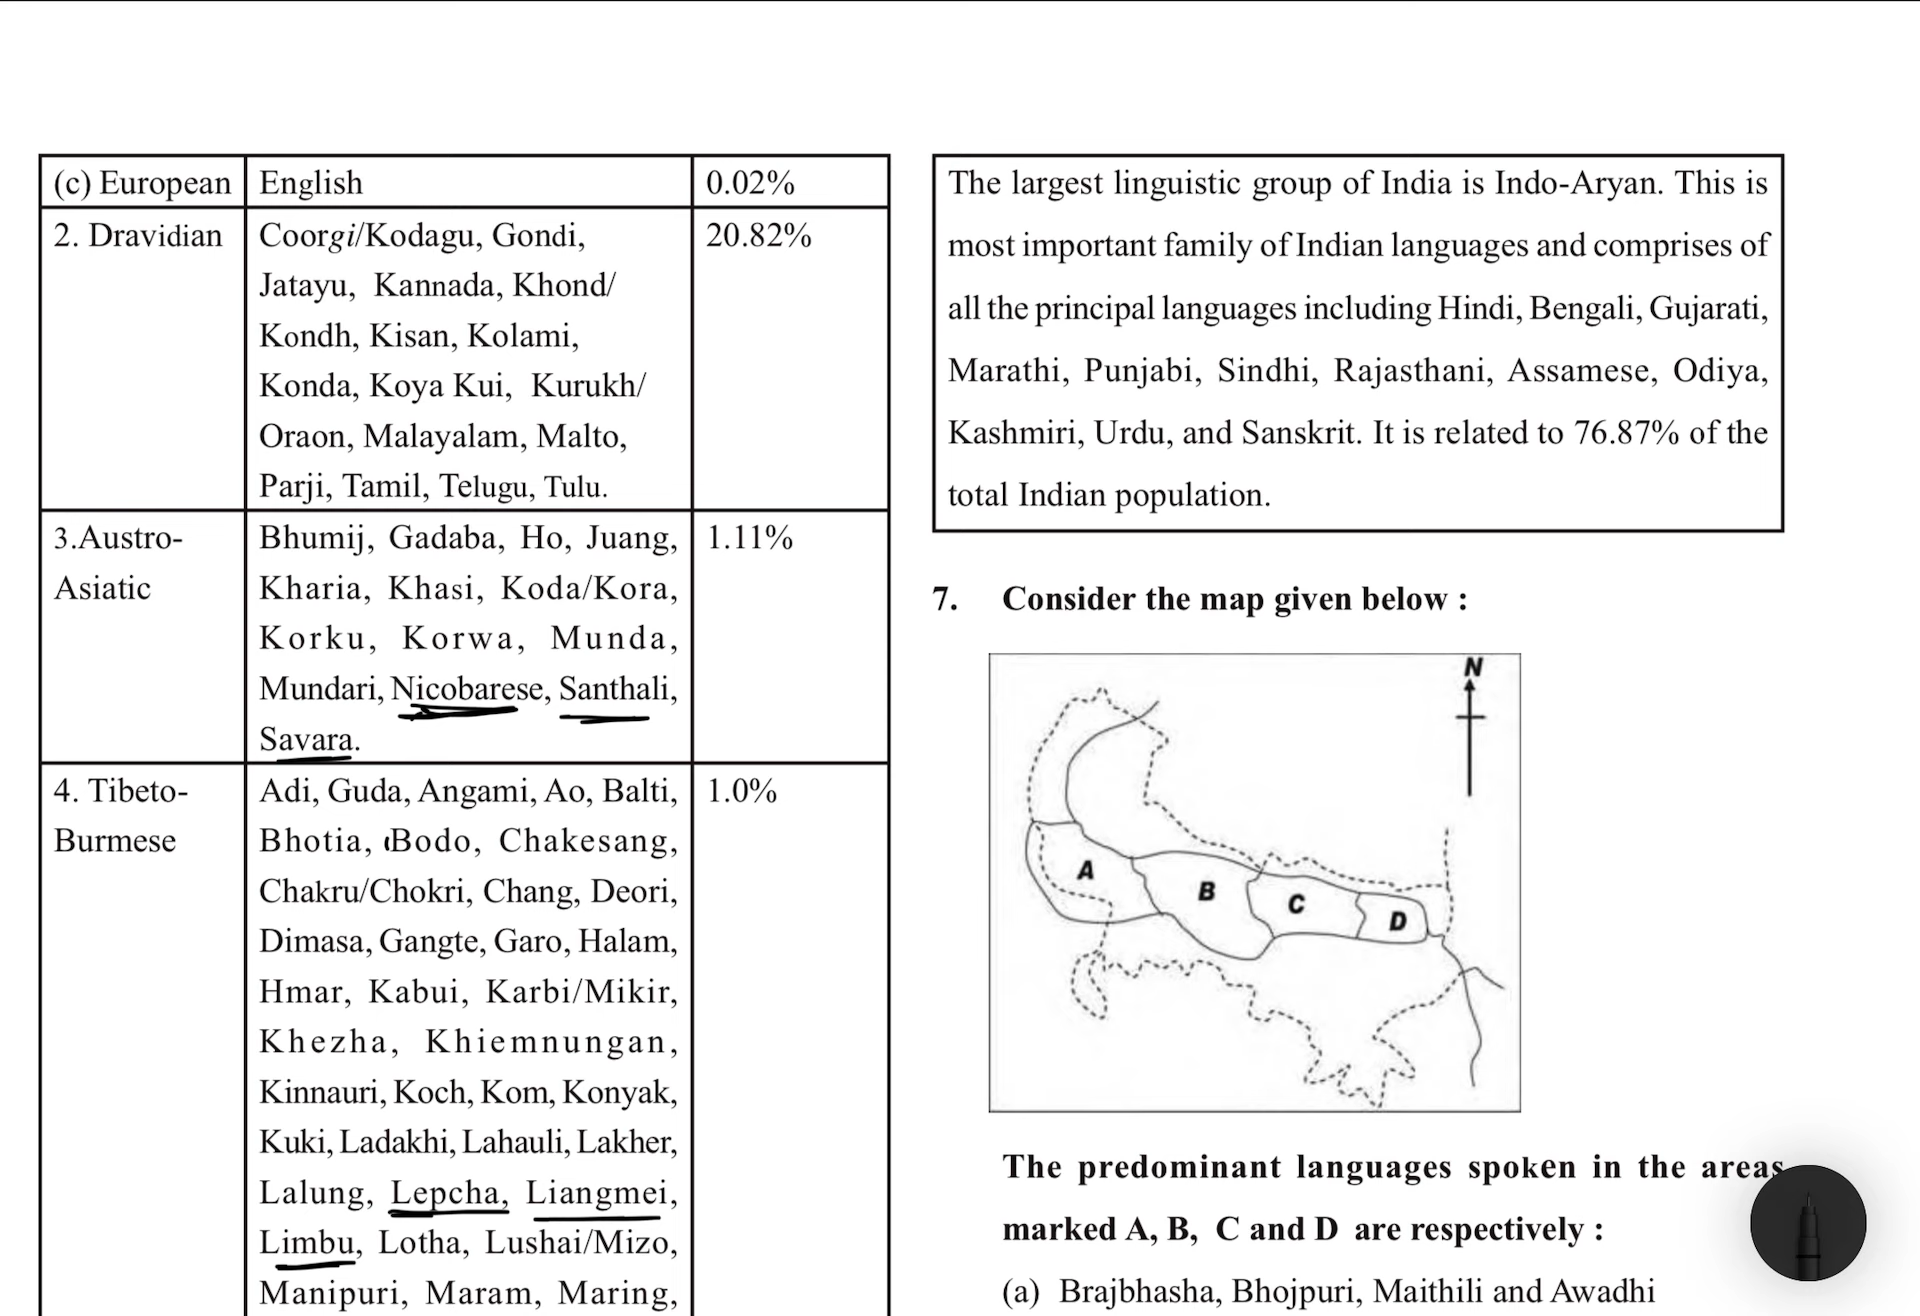 (c) European English 0.02%
2. Dravidian Coorgi/Kodagu, Gondi, 20.82%
Jatayu, Kannada, Khond/
Kondh, Kisan, Kolami,
Konda, Koya Kui, Kurukh/
Oraon, Malayalam, Malto,
Parji, Tamil, Telugu, Tulu.
3.Austro- Bhumij, Gadaba, Ho, Juang, 1.11%
Asiatic Kharia, Khasi, Koda/Kora,
Korku, Korwa, Munda,
Mundari, Nicobarese, Santhali,
Savara.
4. Tibeto- Adi, Guda, Angami, Ao, Balti, 1.0%
Burmese Bhotia, Bodo, Chakesang,
Chakru/Chokri, Chang, Deori,
Dimasa, Gangte, Garo, Halam,
Hmar, Kabui, Karbi/Mikir,
Khezha, Khiemnungan,
Kinnauri, Koch, Kom, Konyak,
Kuki, Ladakhi, Lahauli, Lakher,
Lalung, Lepcha, Liangmei,
Limbu, Lotha, Lushai/Mizo,
Manipuri, Maram, Maring,
The largest linguistic group of India is Indo-Aryan. This is
most important family of Indian languages and comprises of
all the principal languages including Hindi, Bengali, Gujarati,
Marathi, Punjabi, Sindhi, Rajasthani, Assamese, Odiya,
Kashmiri, Urdu, and Sanskrit. It is related to 76.87% of the
total Indian population.
7. Consider the map given below :
N
A
B
C
D
The predominant languages spoken in the areas
marked A, B, C and D are respectively :
(a) Brajbhasha, Bhojpuri, Maithili and Awadhi